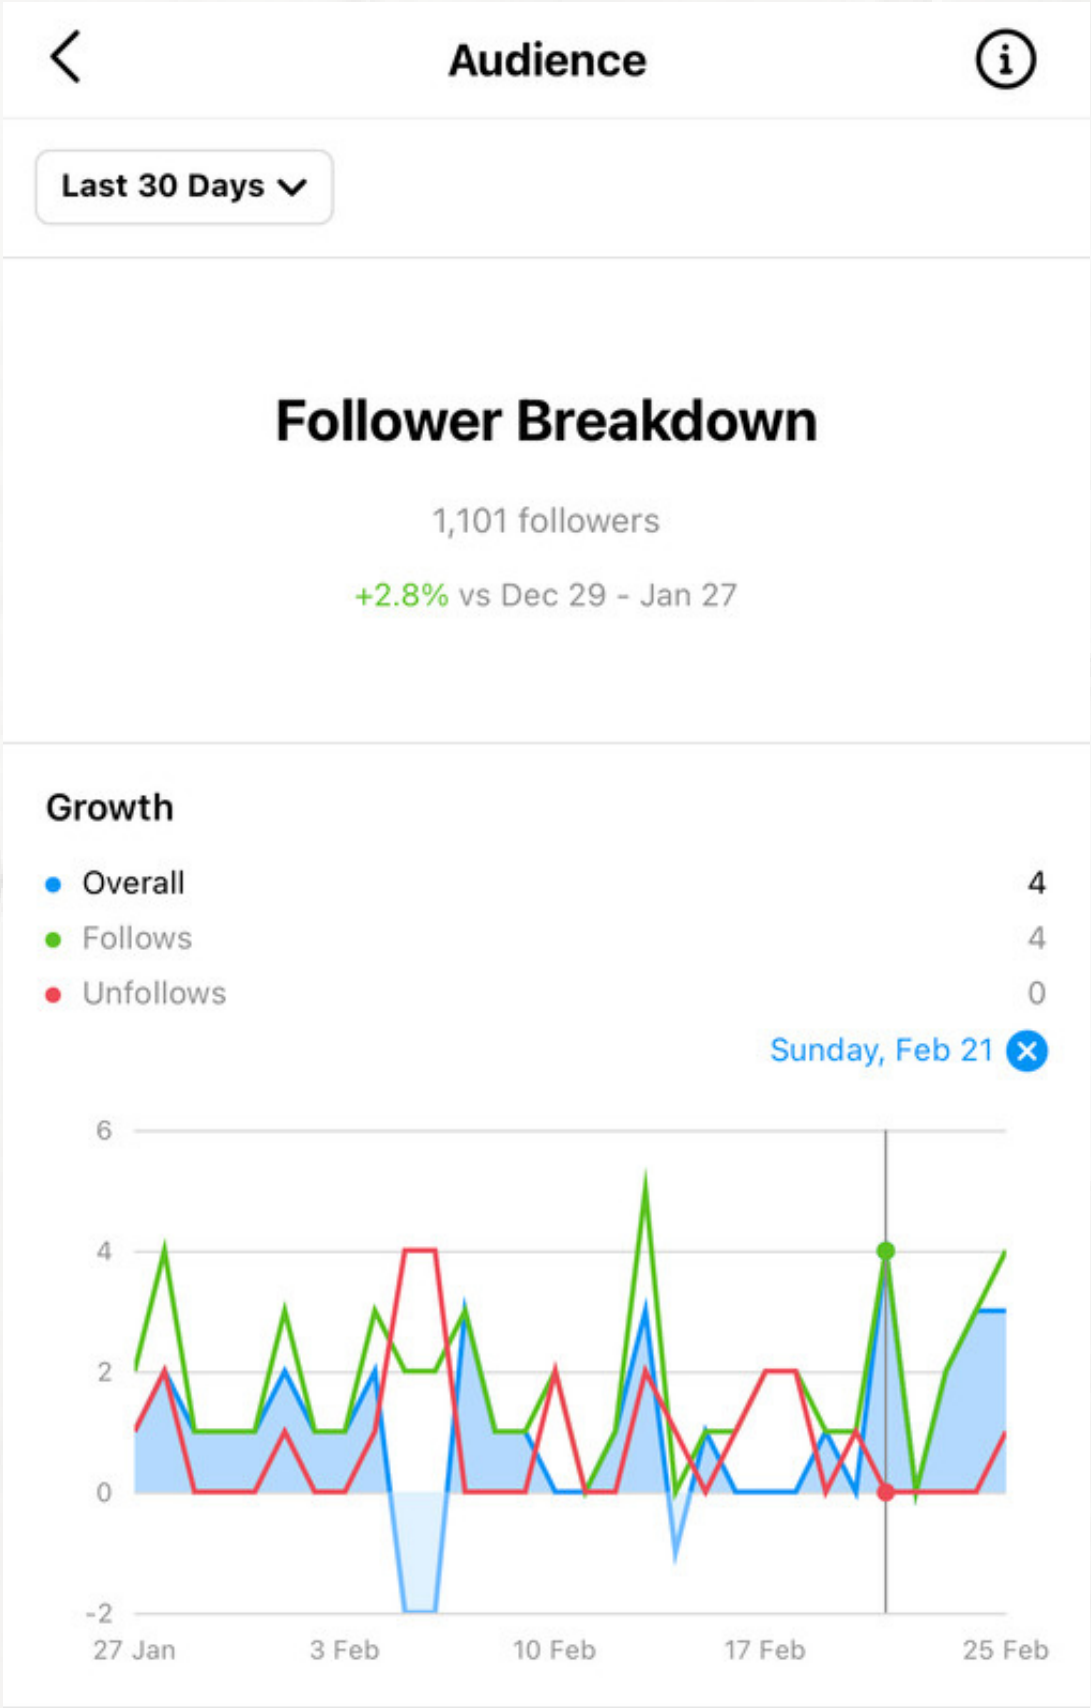 Audience
Last 30 Days
Follower Breakdown
1,101 followers
+2.8% vs Dec 29 - Jan 27
Growth
Overall 4
Follows 4
Unfollows 0
Sunday, Feb 21
6
4
2
0
-2
27 Jan 3 Feb 10 Feb 17 Feb 25 Feb